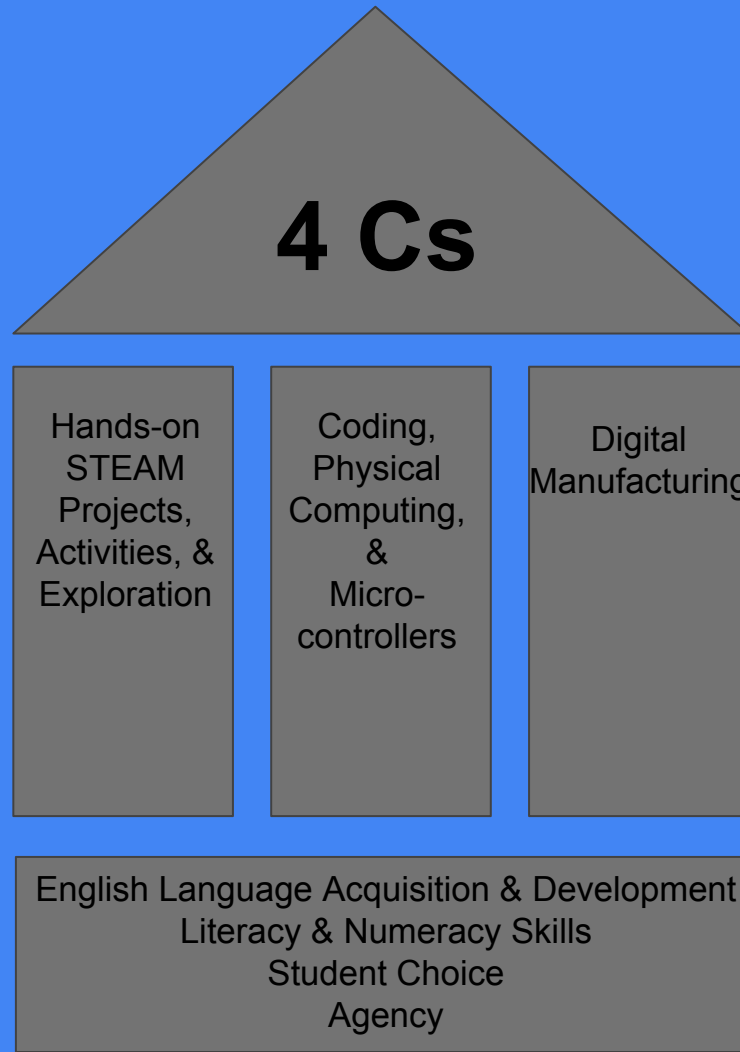 4 Cs
Hands-on
STEAM
Projects,
Activities, &
Exploration
Coding,
Physical
Computing,
&
Micro-
controllers
Digital
Manufacturing
English Language Acquisition & Development
Literacy & Numeracy Skills
Student Choice
Agency